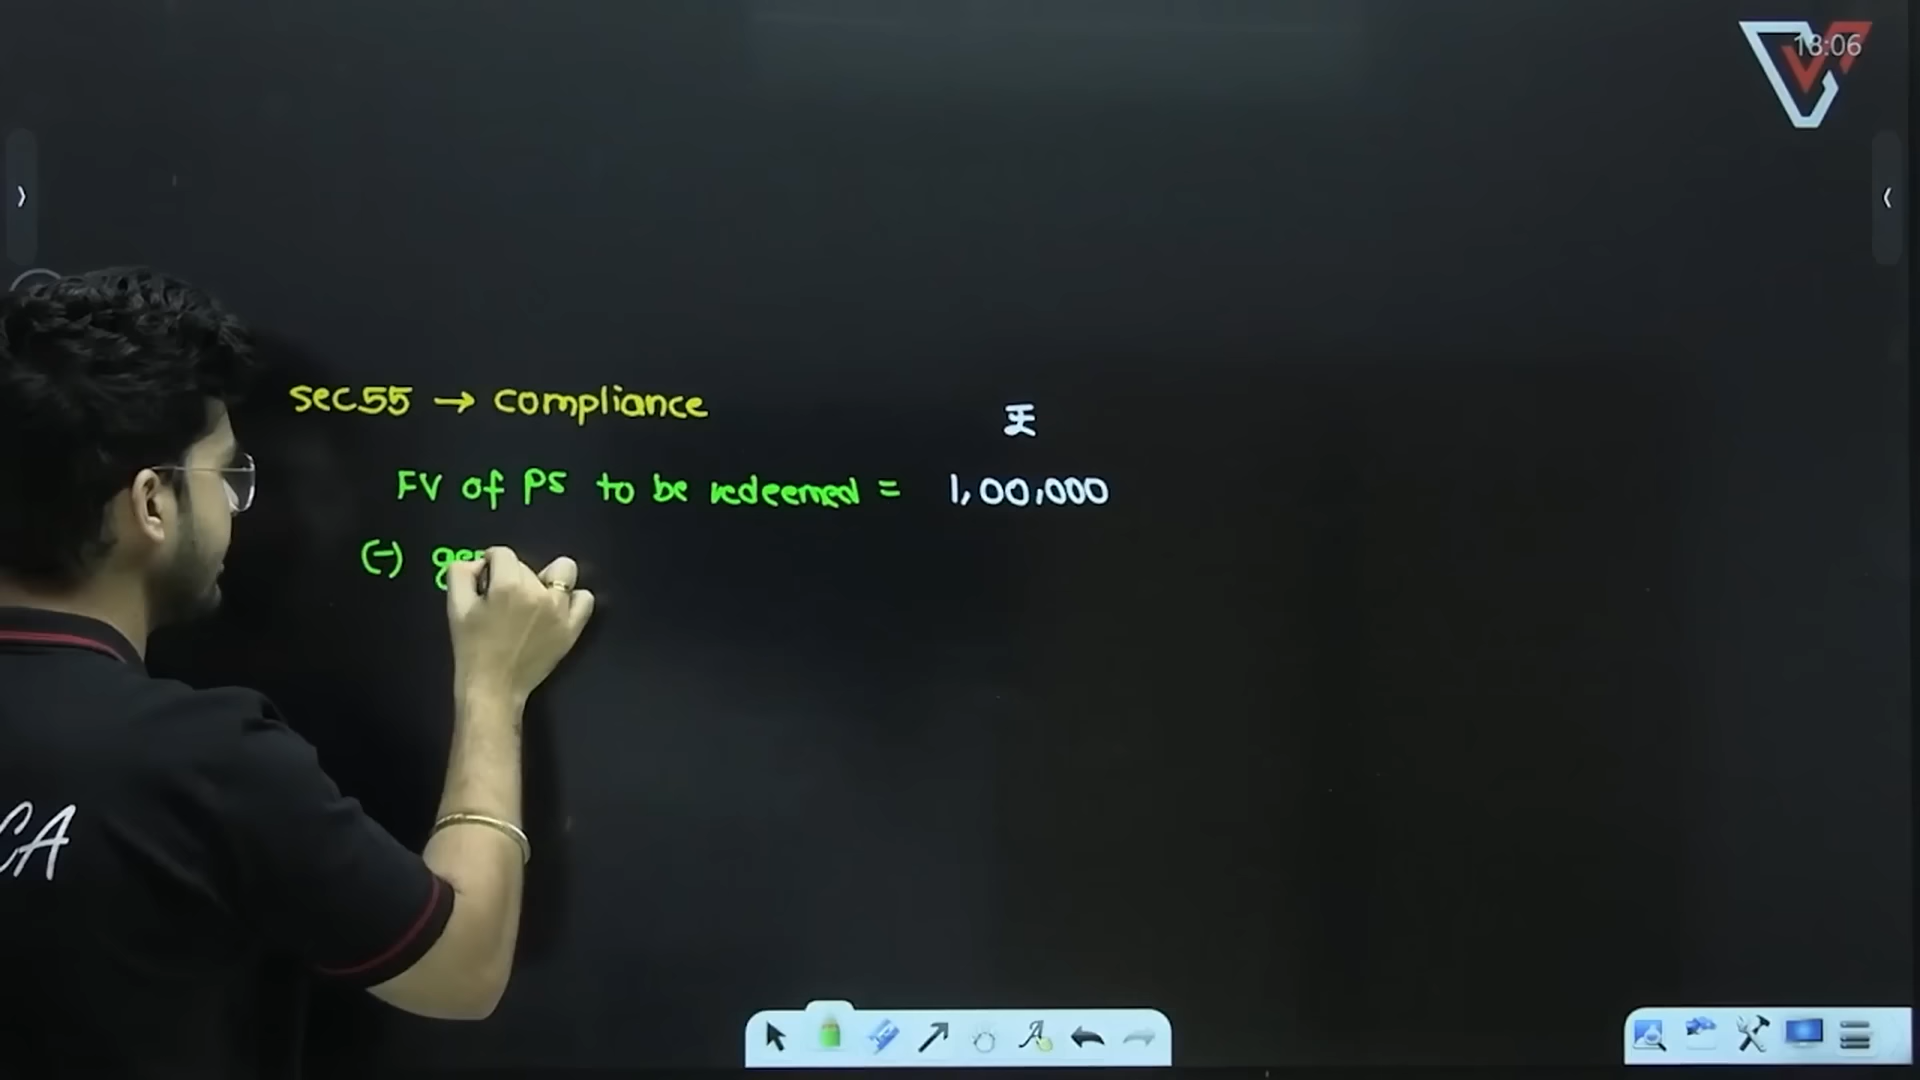 18:06
sec55 → compliance
₹
FV of PS to be redeemed = 1,00,000
(-)
CA